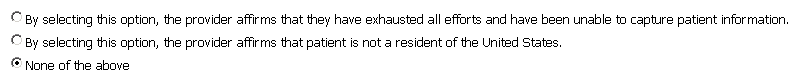 By selecting this option, the provider affirms that they have exhausted all efforts and have been unable to capture patient information.
By selecting this option, the provider affirms that patient is not a resident of the United States.
None of the above